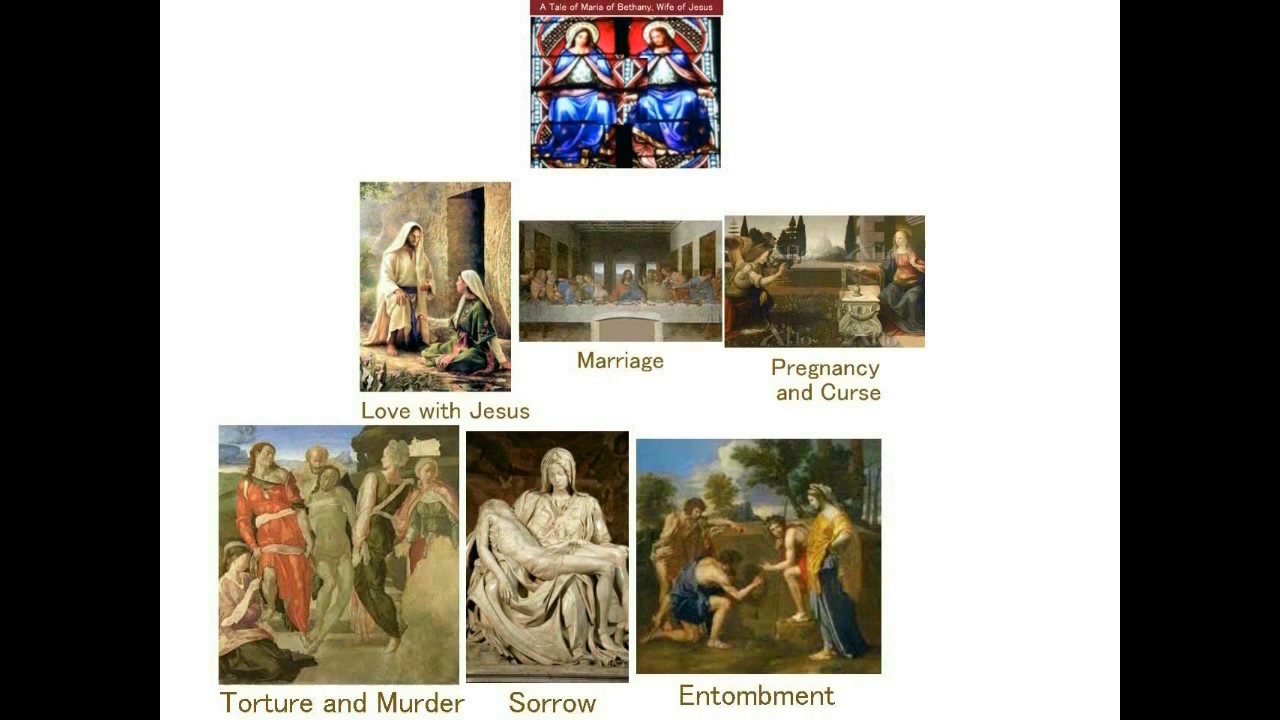 A Tale of Maria of Bethany, Wife of Jesus
Marriage
Pregnancy
and Curse
Love with Jesus
Torture and Murder
Sorrow
Entombment